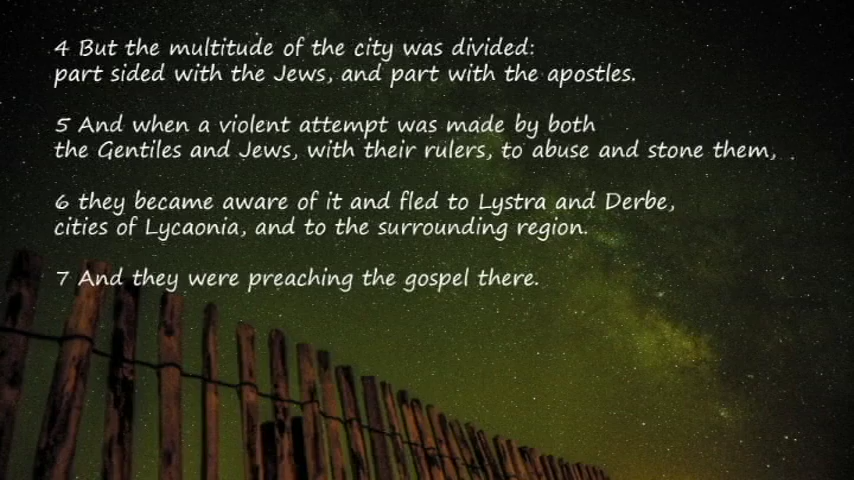 4 But the multitude of the city was divided:
part sided with the Jews, and part with the apostles.
5 And when a violent attempt was made by both
the Gentiles and Jews, with their rulers, to abuse and stone them,
6 they became aware of it and fled to Lystra and Derbe,
cities of Lycaonia, and to the surrounding region.
7 And they were preaching the gospel there.